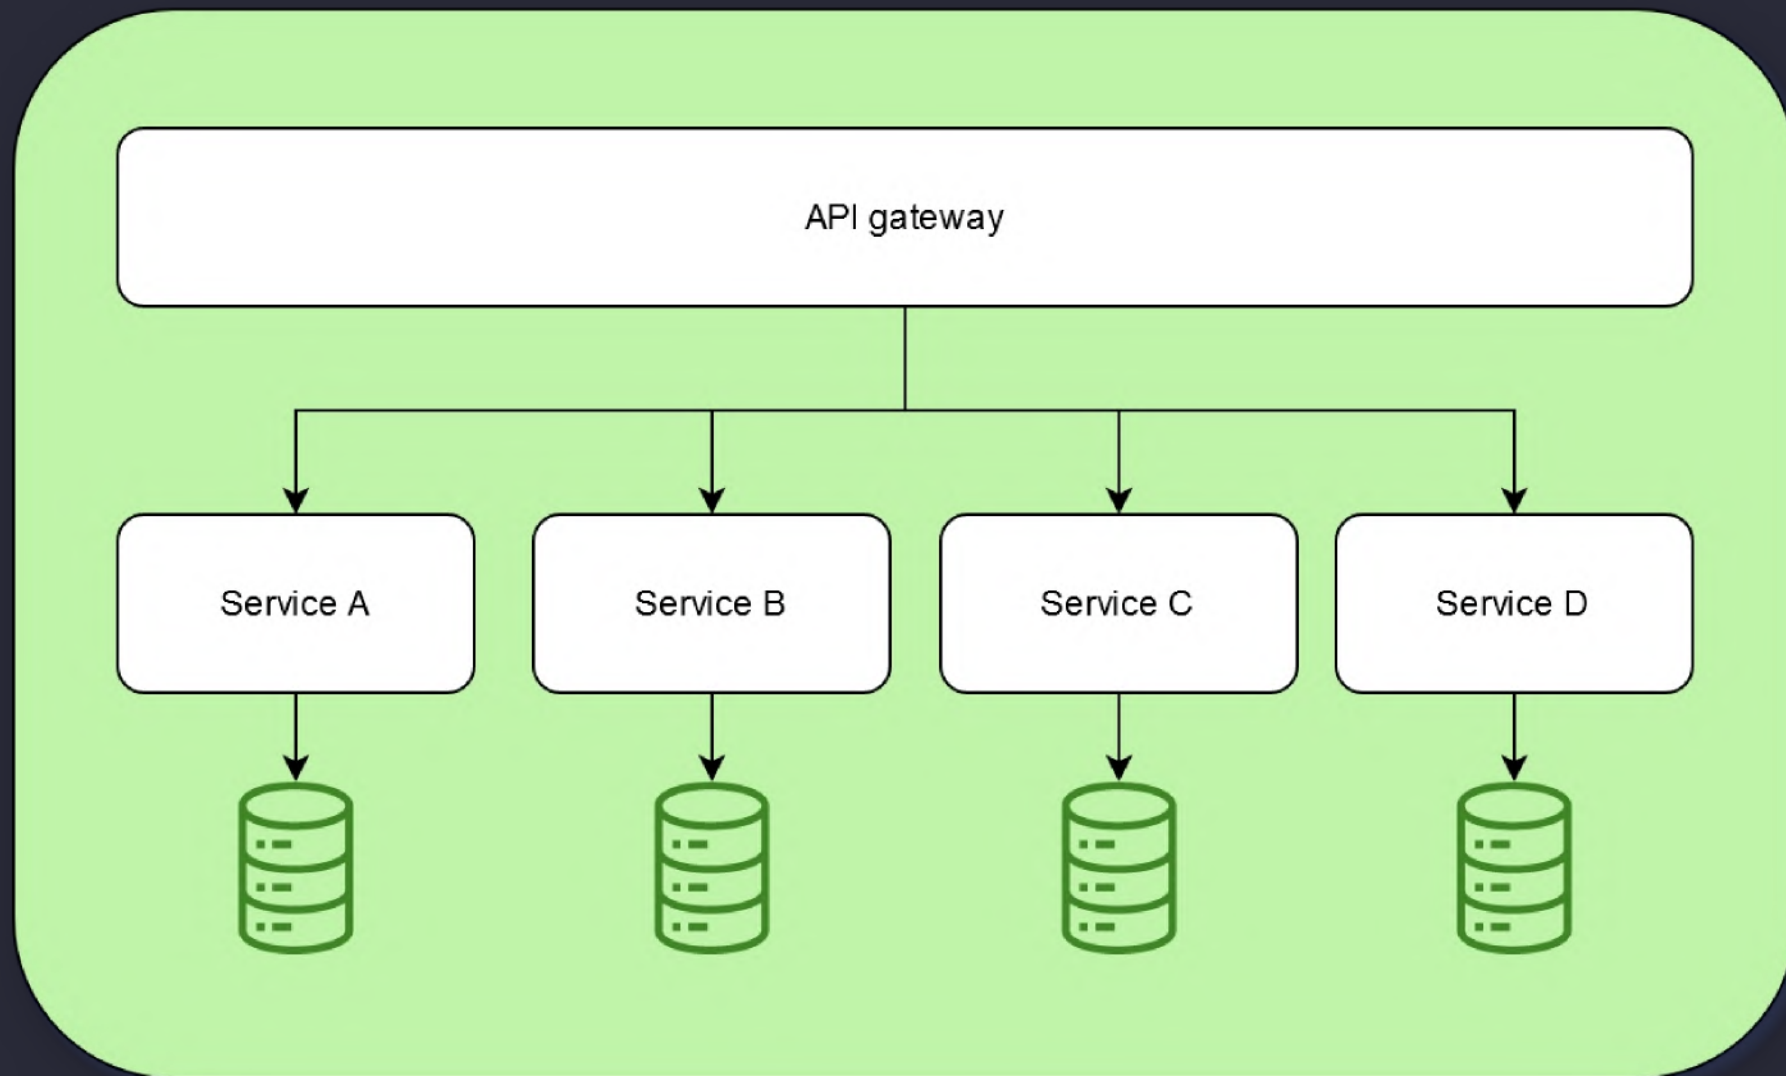 API gateway
Service A
Service B
Service C
Service D